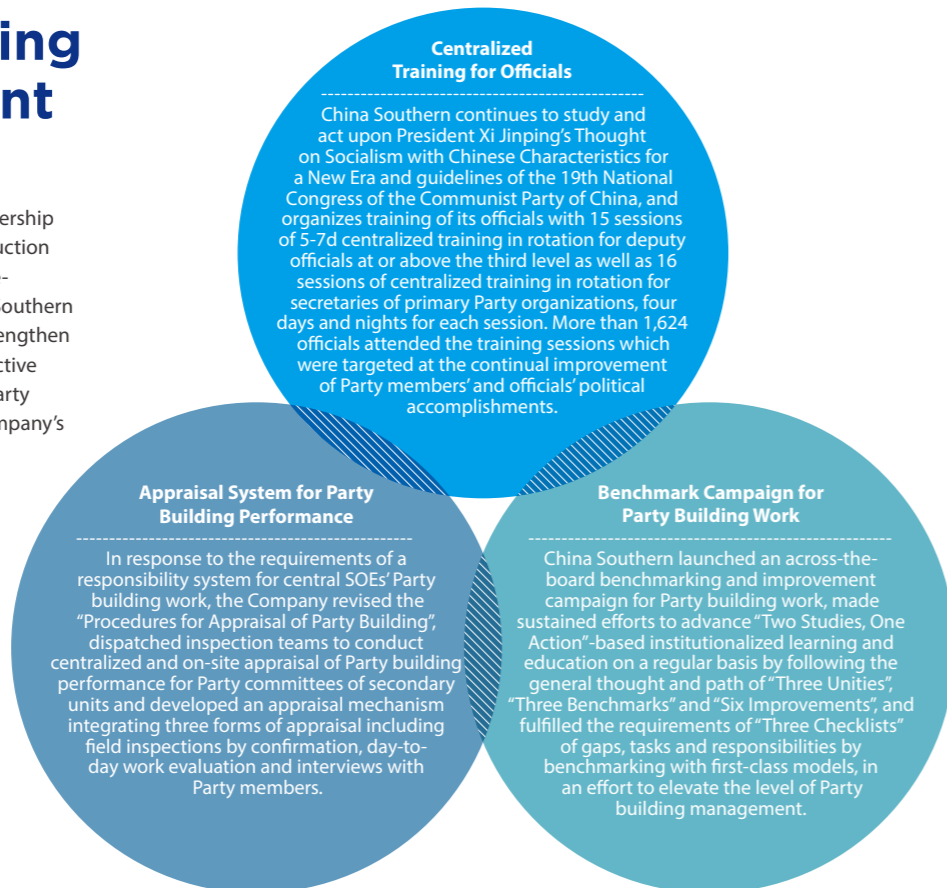 ing
nt
ership
uction
e-
Southern
engthen
ctive
arty
mpany's
Centralized
Training for Officials
China Southern continues to study and
act upon President Xi Jinping's Thought
on Socialism with Chinese Characteristics for
a New Era and guidelines of the 19th National
Congress of the Communist Party of China, and
organizes training of its officials with 15 sessions
of 5-7d centralized training in rotation for deputy
officials at or above the third level as well as 16
sessions of centralized training in rotation for
secretaries of primary Party organizations, four
days and nights for each session. More than 1,624
officials attended the training sessions which
were targeted at the continual improvement
of Party members' and officials' political
accomplishments.
Appraisal System for Party
Building Performance
In response to the requirements of a
responsibility system for central SOEs' Party
building work, the Company revised the
"Procedures for Appraisal of Party Building",
dispatched inspection teams to conduct
centralized and on-site appraisal of Party building
performance for Party committees of secondary
units and developed an appraisal mechanism
integrating three forms of appraisal including
field inspections by confirmation, day-to-
day work evaluation and interviews with
Party members.
Benchmark Campaign for
Party Building Work
China Southern launched an across-the-
board benchmarking and improvement
campaign for Party building work, made
sustained efforts to advance "Two Studies, One
Action"-based institutionalized learning and
education on a regular basis by following the
general thought and path of "Three Unities",
"Three Benchmarks" and "Six Improvements", and
fulfilled the requirements of "Three Checklists"
of gaps, tasks and responsibilities by
benchmarking with first-class models, in
an effort to elevate the level of Party
building management.